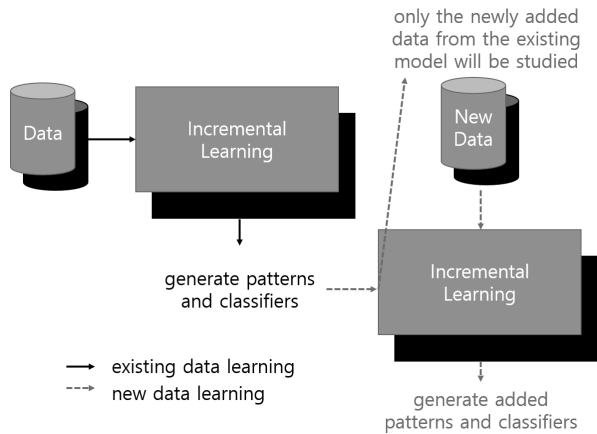 only the newly added
data from the existing
model will be studied
Data
Incremental
Learning
New
Data
generate patterns
and classifiers
Incremental
Learning
existing data learning
new data learning
generate added
patterns and classifiers